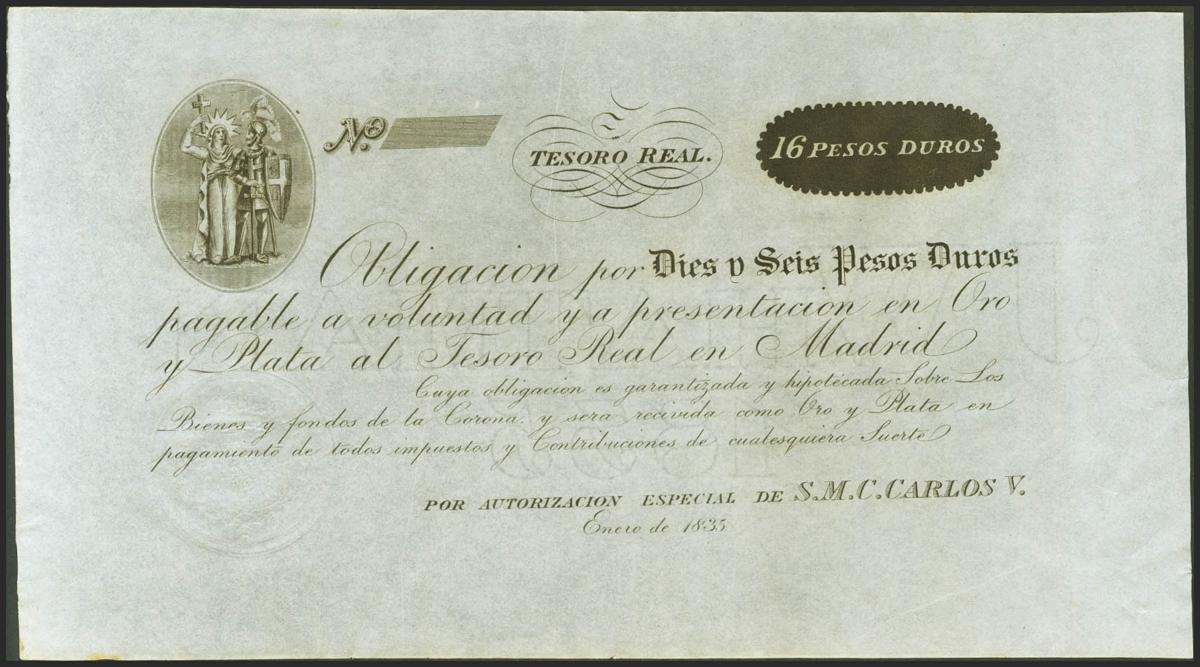 No.
TESORO REAL.
16 PESOS DUROS
Obligacion por Dies y Seis Pesos Duros
pagable a voluntad y a presentacion en Oro
y Plata al Tesoro Real en Madrid
Cuya obligacion es garantizada y hipotécada Sobre Los
Bienes y fondos de la Corona. y sera recivida como Oro y Plata en
pagamiento de todos impuestos y Contribuciones de cualesquiera Suerte
POR AUTORIZACION ESPECIAL DE S.M.C. CARLOS V.
Enero de 1835